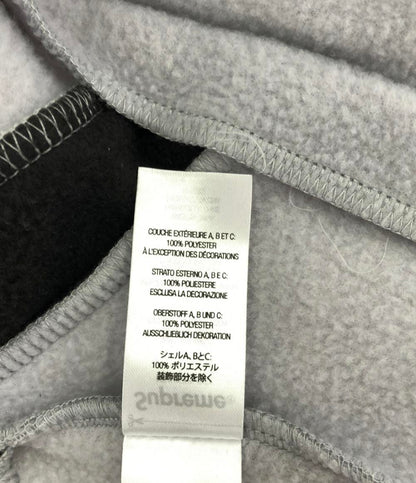 COUCHE EXTÉRIEURE A, B ET C:
100% POLYESTER
À L'EXCEPTION DES DÉCORATIONS
STRATO ESTERNO A, B E C:
100% POLIESTERE
ESCLUSA LA DECORAZIONE
OBERSTOFF A, B UND C:
100% POLYESTER
AUSSCHLIEßLICH DEKORATION
シェルA, BとC:
100% ポリエステル
装飾部分を除く
Supreme